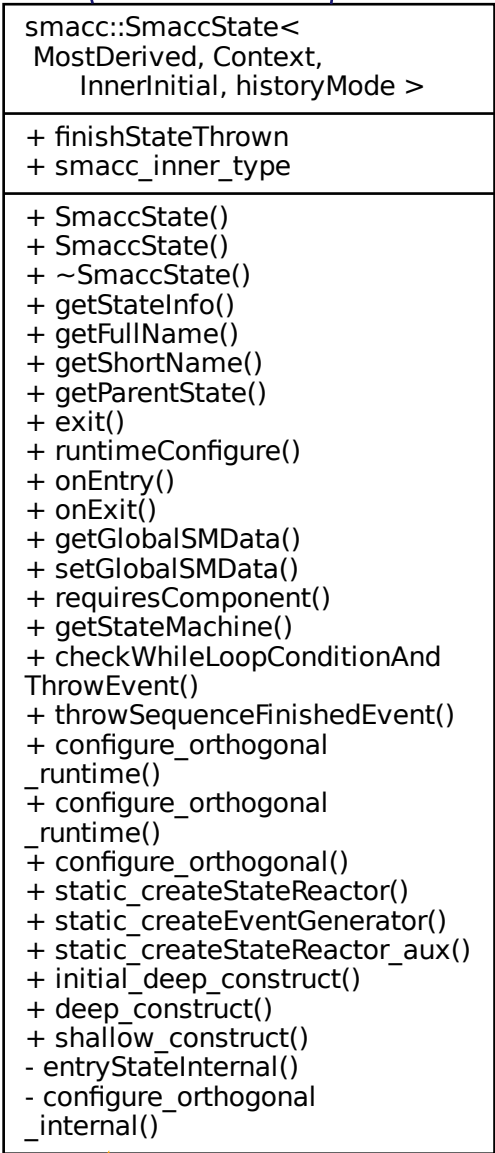 smacc::SmaccState<
MostDerived, Context,
InnerInitial, historyMode >
+ finishStateThrown
+ smacc_inner_type
+ SmaccState()
+ SmaccState()
+ ~SmaccState()
+ getStateInfo()
+ getFullName()
+ getShortName()
+ getParentState()
+ exit()
+ runtimeConfigure()
+ onEntry()
+ onExit()
+ getGlobalSMData()
+ setGlobalSMData()
+ requiresComponent()
+ getStateMachine()
+ checkWhileLoopConditionAnd
ThrowEvent()
+ throwSequenceFinishedEvent()
+ configure_orthogonal
_runtime()
+ configure_orthogonal
_runtime()
+ configure_orthogonal()
+ static_createStateReactor()
+ static_createEventGenerator()
+ static_createStateReactor_aux()
+ initial_deep_construct()
+ deep_construct()
+ shallow_construct()
- entryStateInternal()
- configure_orthogonal
_internal()